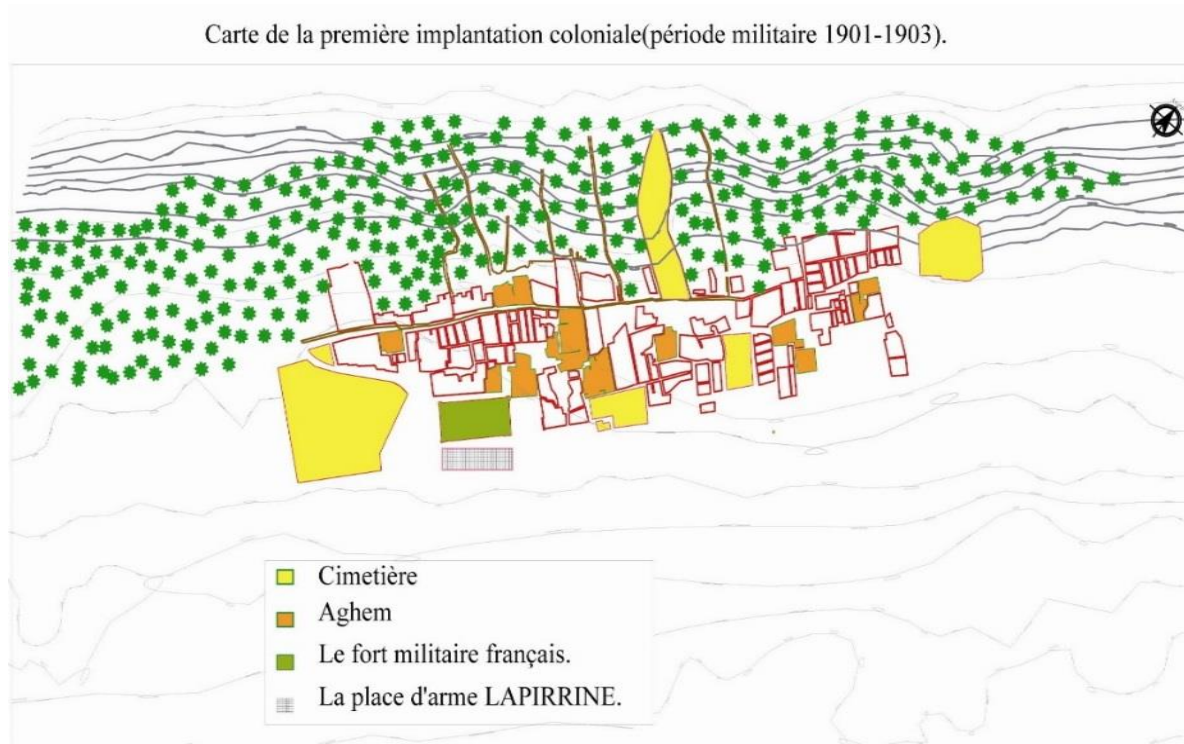 Carte de la première implantation coloniale(période militaire 1901-1903).
Cimetière
Aghem
Le fort militaire français.
La place d'arme LAPIRRINE.